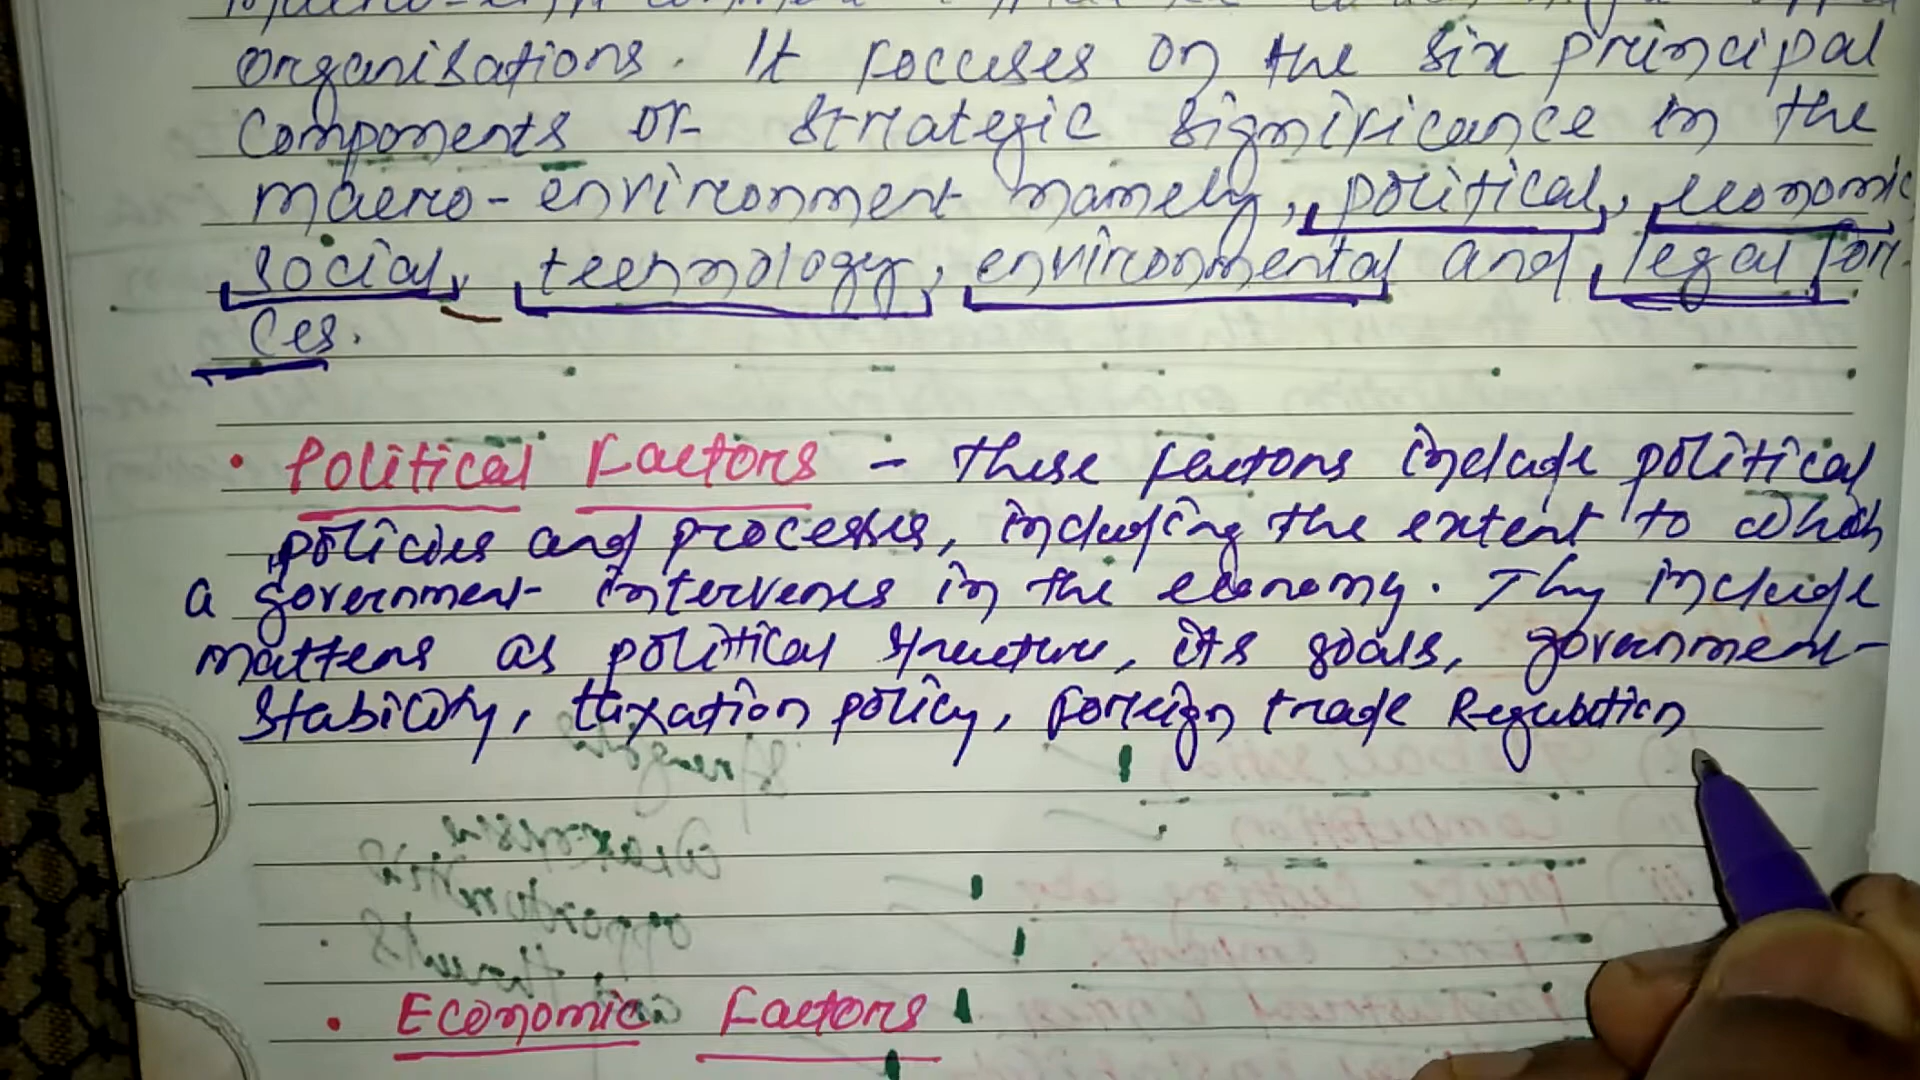 organisations. It focuses on the six principal
components of strategic significance in the
macro-environment namely, political, economic,
social, technology, environmental and legal for-
ces.
• Political Factors - These factors include political
policies and processes, including the extent to which
a government intervenes in the economy. They include
matters as political structure, its goals, government
stability, taxation policy, foreign trade Regulation
• Economic Factors